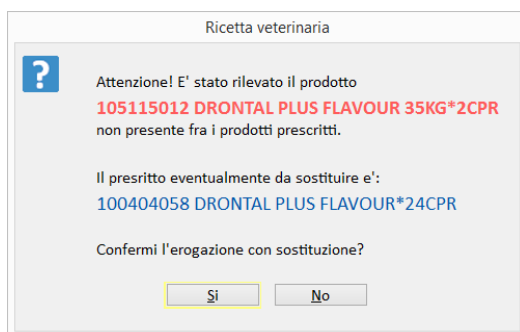 Ricetta veterinaria
?
Attenzione! E' stato rilevato il prodotto
105115012 DRONTAL PLUS FLAVOUR 35KG*2CPR
non presente fra i prodotti prescritti.
Il presritto eventualmente da sostituire e':
100404058 DRONTAL PLUS FLAVOUR*24CPR
Confermi l'erogazione con sostituzione?
Si
No